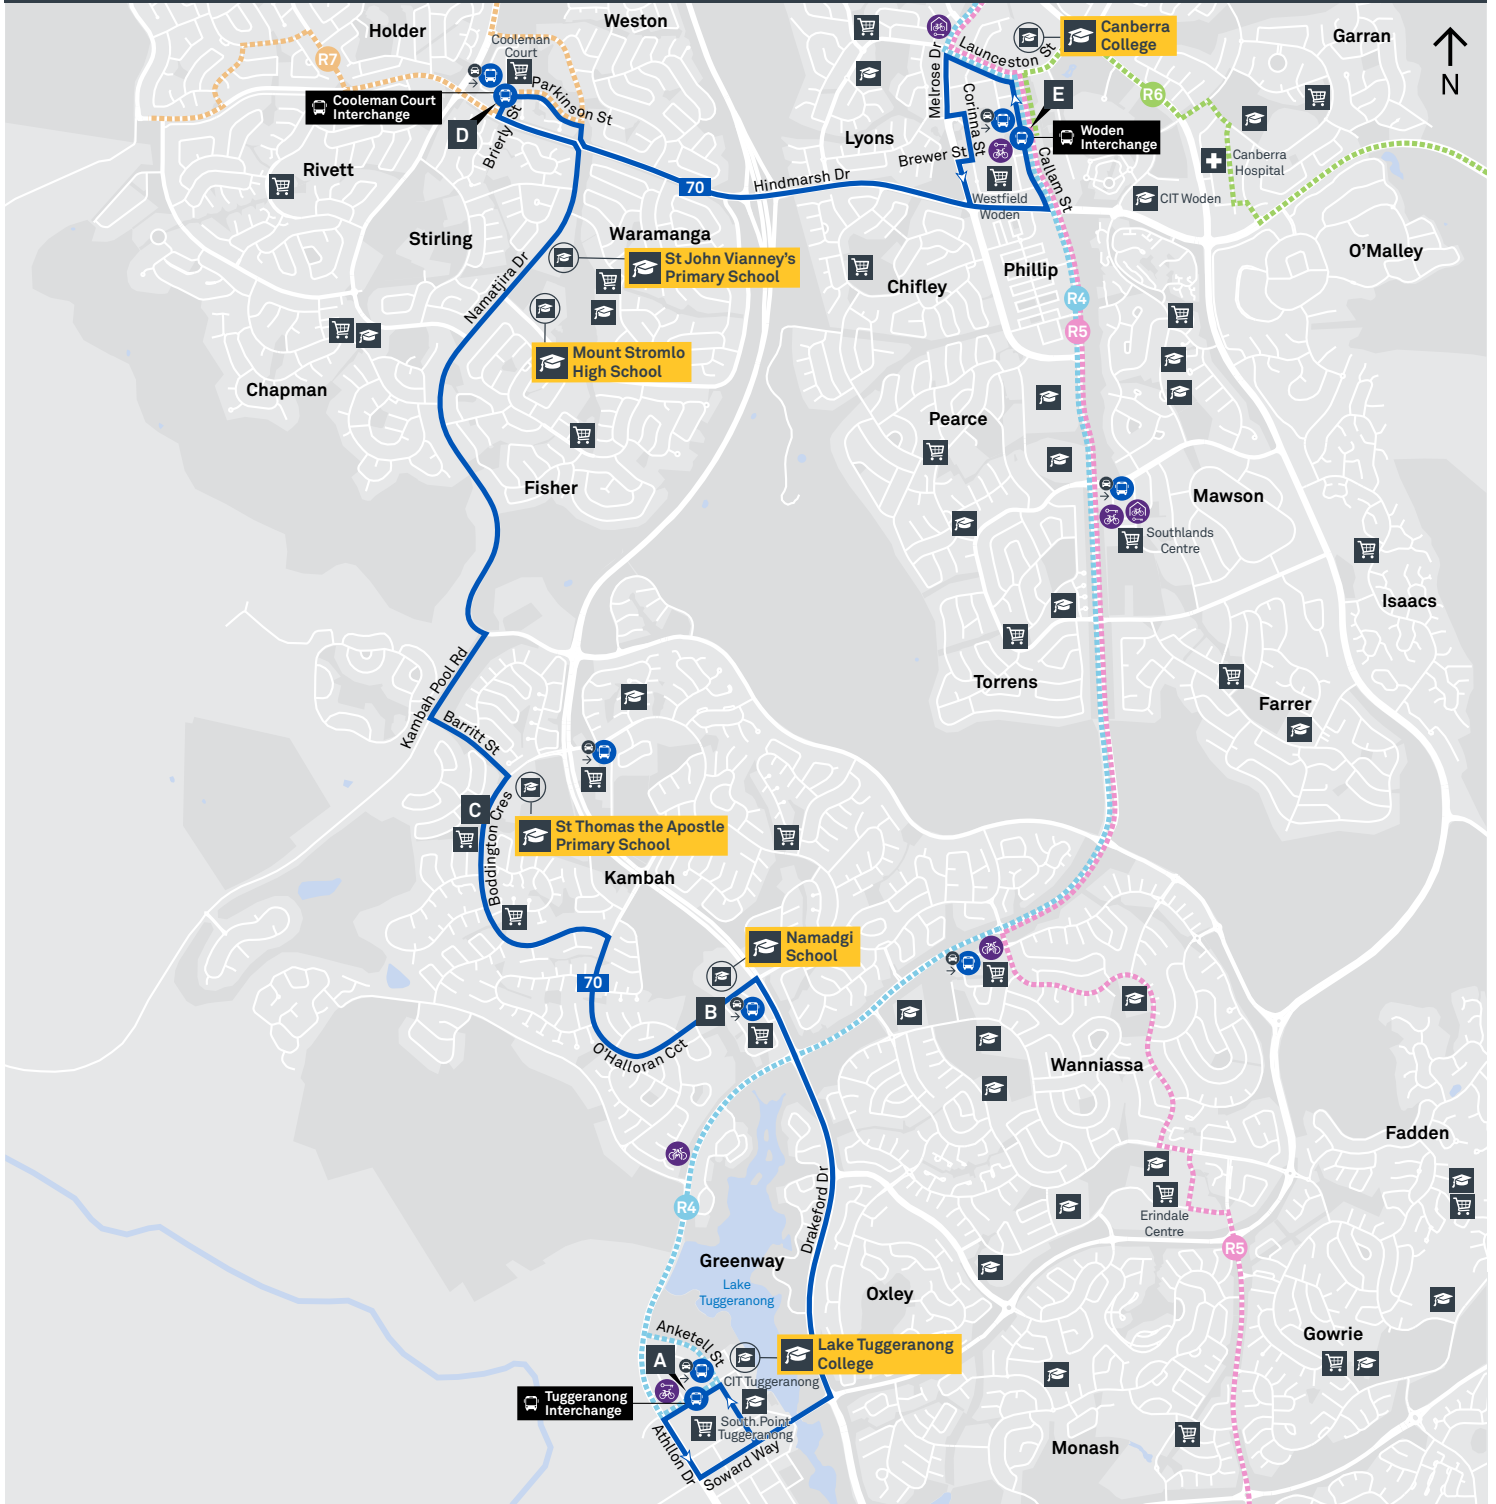 Holder
Weston
Cooleman
Court
R7
Parkinson St
Cooleman Court
Interchange
D
Brierly St
Rivett
Launceston St
Canberra
College
Garran
N
Melrose Dr
Corinna St
E
R6
Lyons
Woden
Interchange
Brewer St
Callam St
Canberra
Hospital
70
Hindmarsh Dr
Westfield
Woden
CIT Woden
Stirling
Waramanga
St John Vianney's
Primary School
O'Malley
Namatjira Dr
Chifley
Phillip
R4
R5
Mount Stromlo
High School
Chapman
Pearce
Fisher
Mawson
Southlands
Centre
Isaacs
Kambah Pool Rd
Torrens
Farrer
Barritt St
C
Boddington Cres
St Thomas the Apostle
Primary School
Kambah
Namadgi
School
70
B
O'Halloran Cct
Wanniassa
Fadden
Drakeford Dr
R4
Erindale
Centre
R5
Greenway
Lake
Tuggeranong
Oxley
Anketell St
A
Lake Tuggeranong
College
CIT Tuggeranong
Gowrie
Tuggeranong
Interchange
South.Point
Tuggeranong
Athllon Dr
Soward Way
Monash